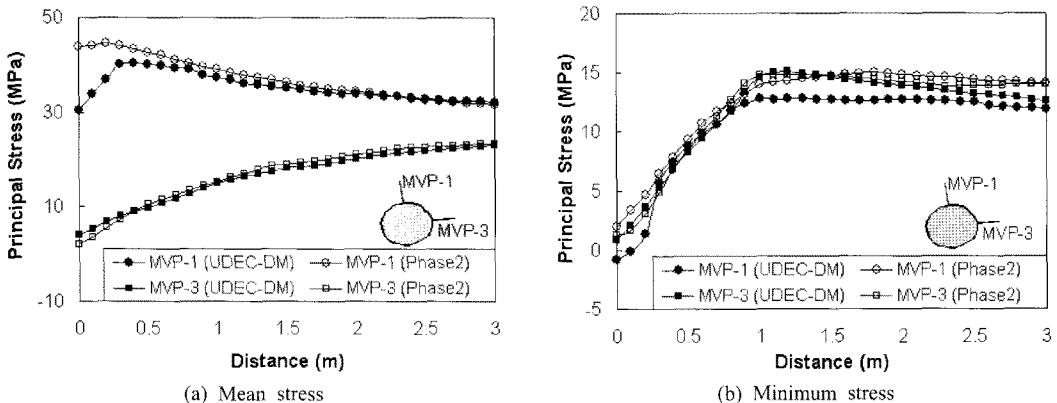 50
30
10
-10
Principal Stress (MPa)
0
0.5
1
1.5
2
2.5
3
Distance (m)
MVP-1
MVP-3
MVP-1 (UDEC-DM)
MVP-1 (Phase2)
MVP-3 (UDEC-DM)
MVP-3 (Phase2)
(a) Mean stress
20
15
10
5
0
-5
Principal Stress (MPa)
0
0.5
1
1.5
2
2.5
3
Distance (m)
MVP-1
MVP-3
MVP-1 (UDEC-DM)
MVP-1 (Phase2)
MVP-3 (UDEC-DM)
MVP-3 (Phase2)
(b) Minimum stress